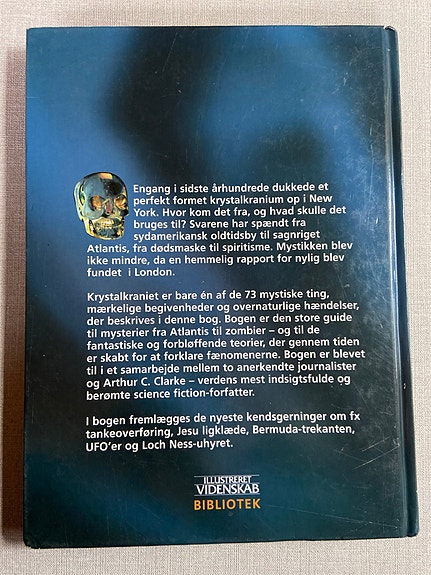 Engang i sidste århundrede dukkede et
perfekt formet krystalkranium op i New
York. Hvor kom det fra, og hvad skulle det
bruges til? Svarene har spændt fra
sydamerikansk oldtidsby til sagnriget
Atlantis, fra dødsmaske til spiritisme. Mystikken blev
ikke mindre, da en hemmelig rapport for nylig blev
fundet i London.
Krystalkraniet er bare én af de 73 mystiske ting,
mærkelige begivenheder og overnaturlige hændelser,
der beskrives i denne bog. Bogen er den store guide
til mysterier fra Atlantis til zombier – og til de
fantastiske og forbløffende teorier, der gennem tiden
er skabt for at forklare fænomenerne. Bogen er blevet
til i et samarbejde mellem to anerkendte journalister
og Arthur C. Clarke – verdens mest indsigtsfulde og
berømte science fiction-forfatter.
I bogen fremlægges de nyeste kendsgerninger om fx
tankeoverføring, Jesu ligklæde, Bermuda-trekanten,
UFO'er og Loch Ness-uhyret.
ILLUSTRERET
VIDENSKAB
BIBLIOTEK